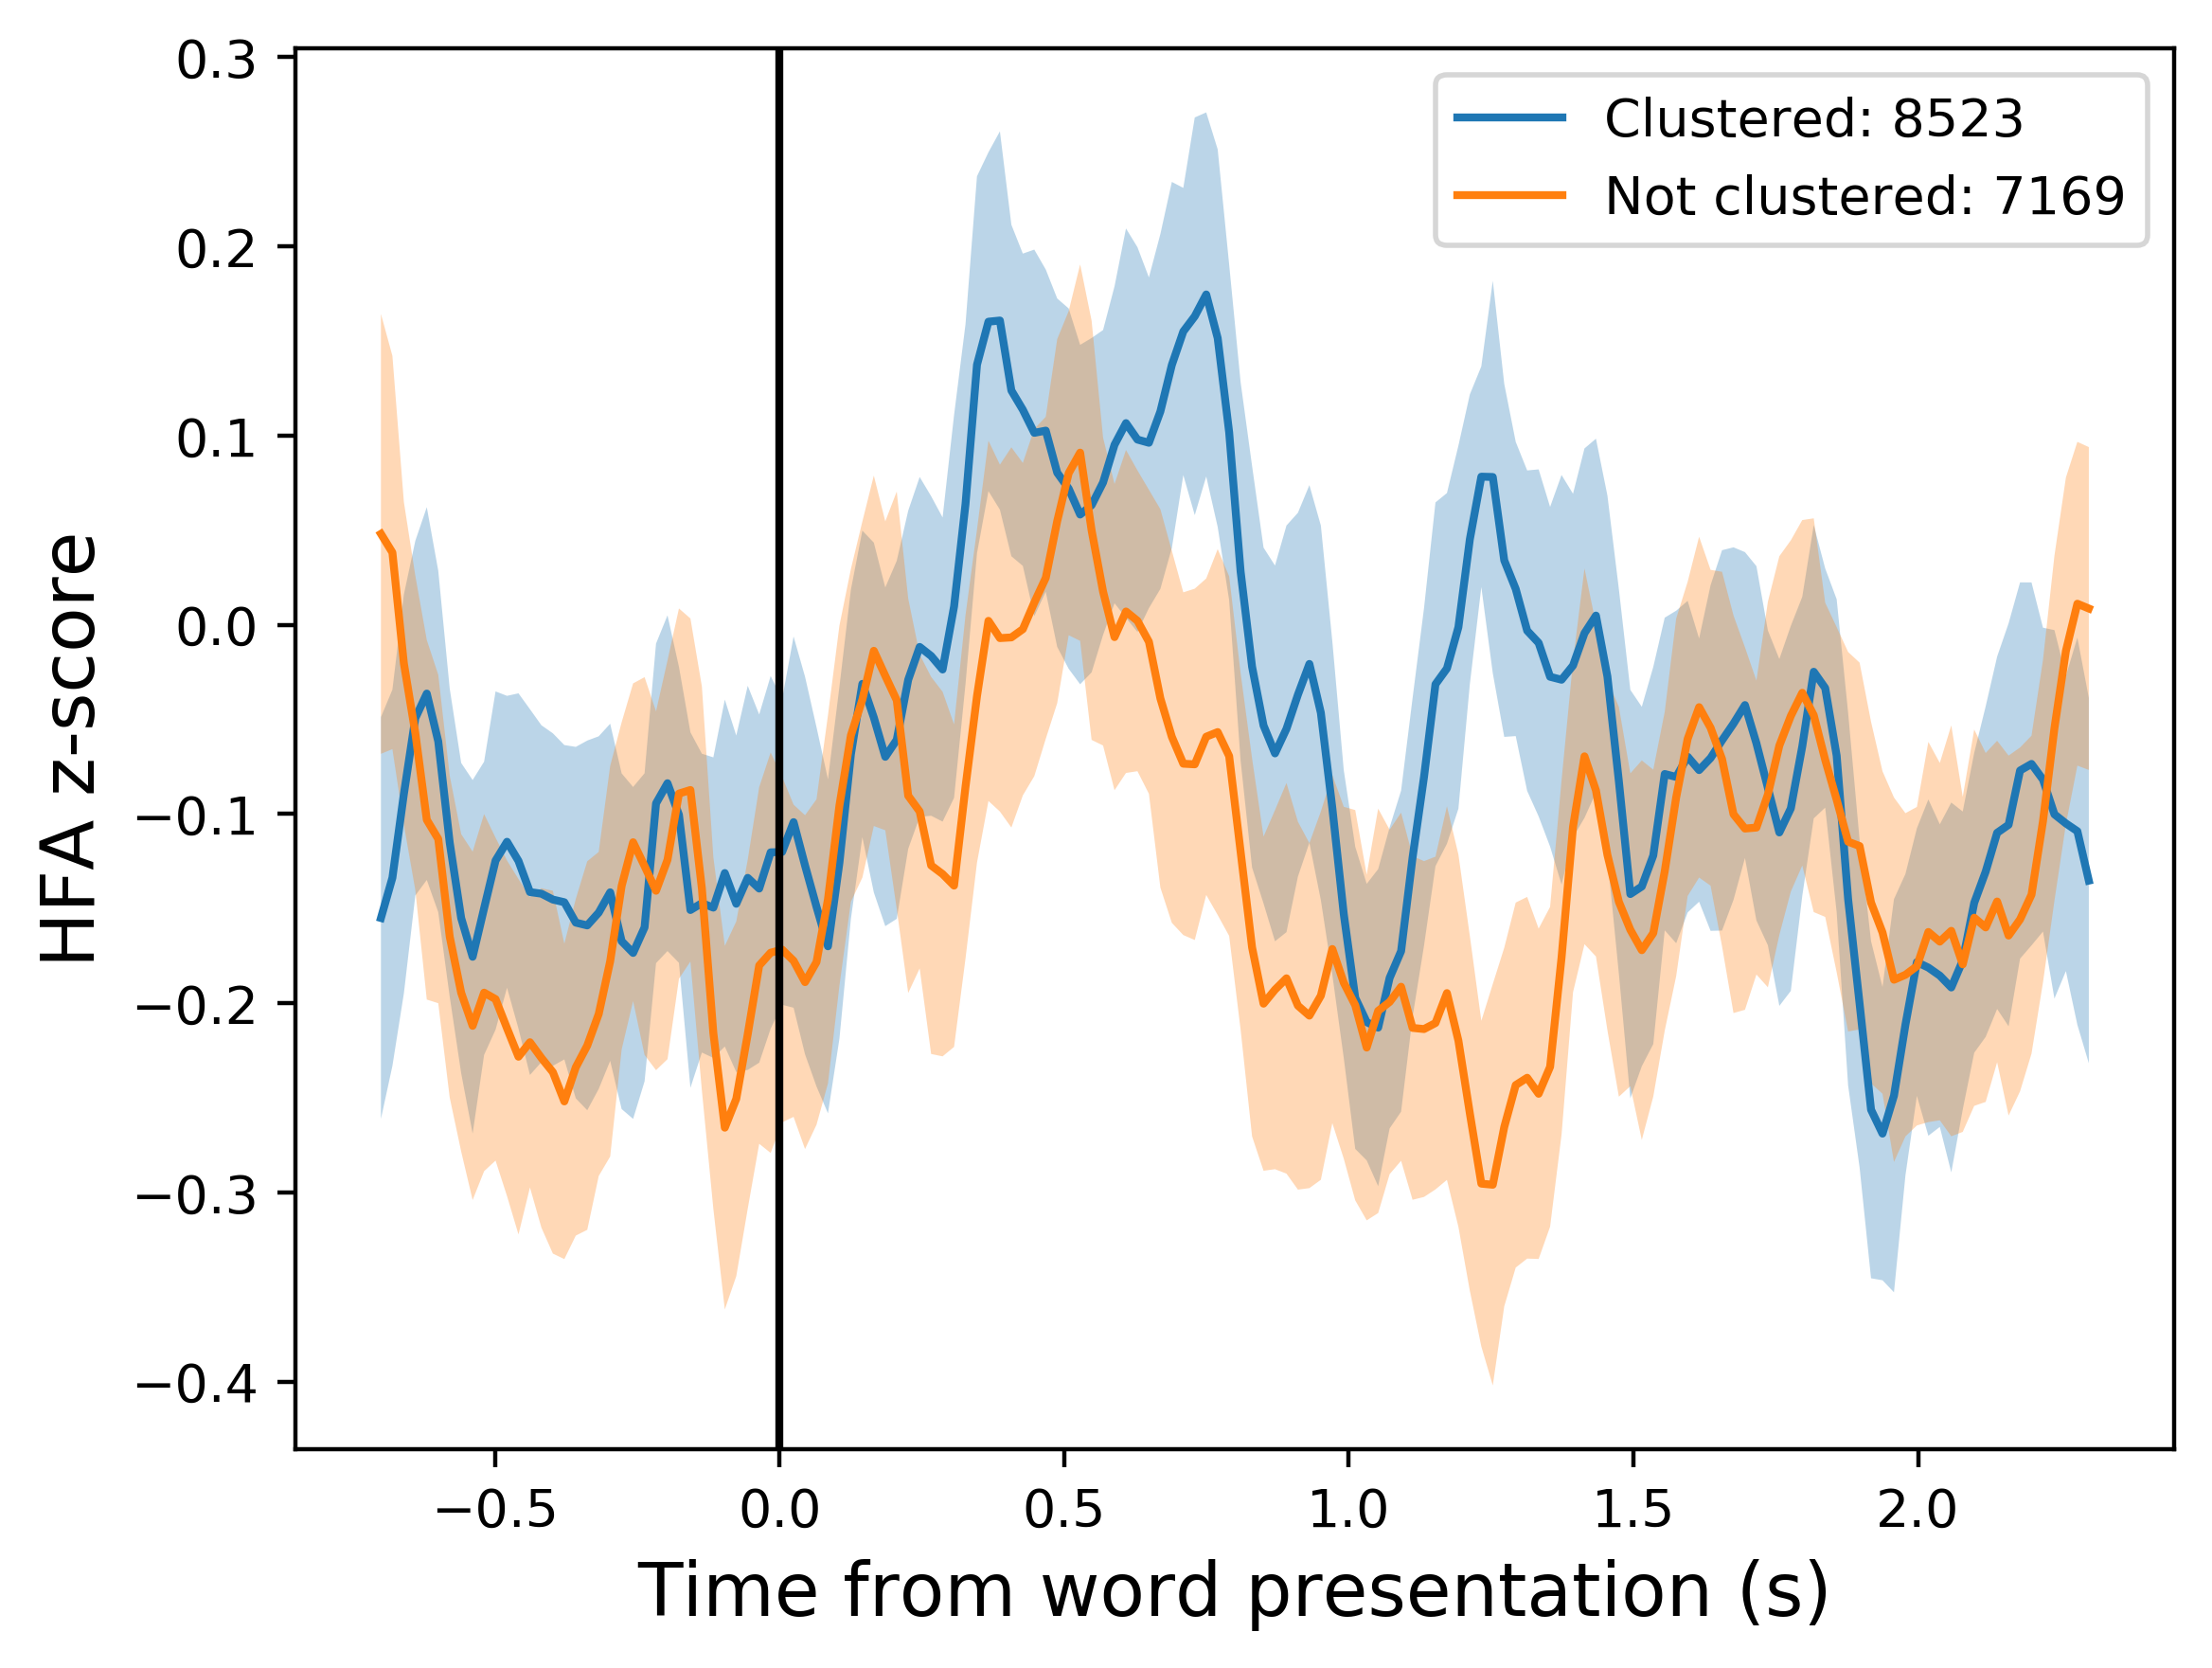 Clustered: 8523
Not clustered: 7169
HFA z-score
0.3
0.2
0.1
0.0
−0.1
−0.2
−0.3
−0.4
−0.5 0.0 0.5 1.0 1.5 2.0
Time from word presentation (s)